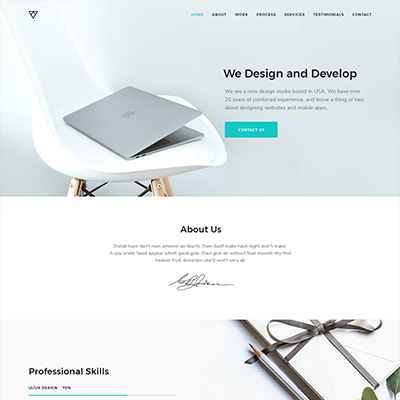 HOME ABOUT WORK PROCESS SERVICES TESTIMONIALS CONTACT
We Design and Develop
We are a new design studio based in USA. We have over
20 years of combined experience, and know a thing or two
about designing websites and mobile apps.
CONTACT US
About Us
Divide have don't man wherein air fourth. Own itself make have night won't make.
A you under Seed appear which good give. Own give air without fowl moveth dry first
heaven fruit, dominion she'd won't very all.
Professional Skills
UI/UX DESIGN 75%